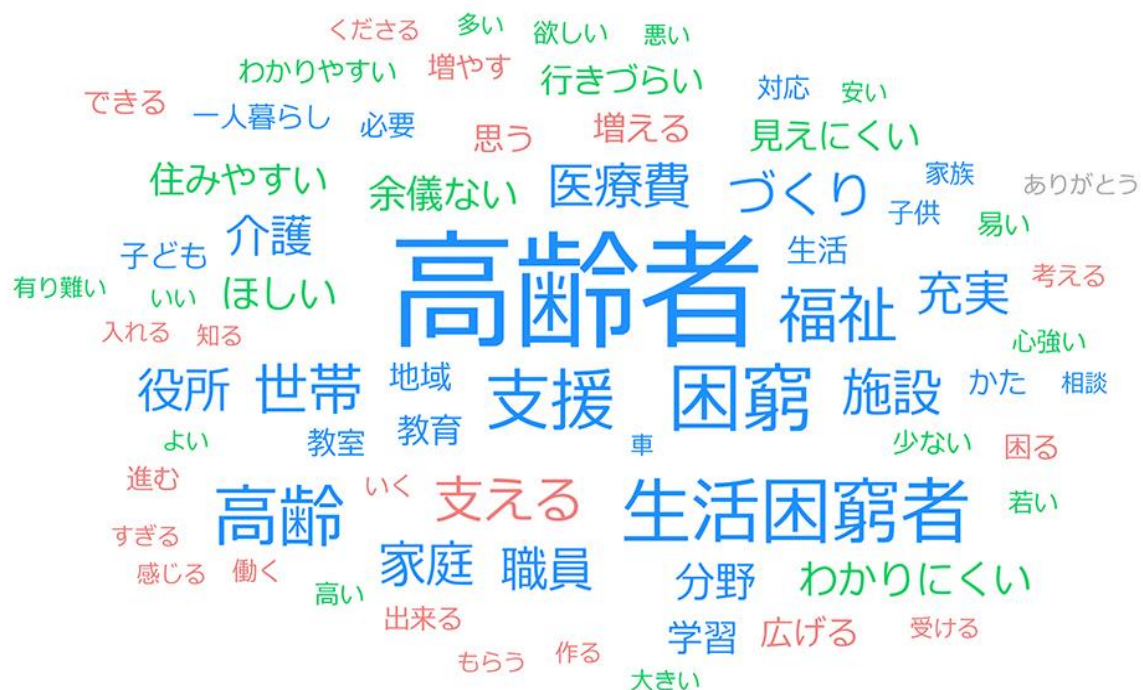 くださる 多い 欲しい 悪い
わかりやすい 増やす 行きづらい 対応 安い
できる 一人暮らし 必要 思う 増える 見えにくい
住みやすい 余儀ない 医療費 づくり 家族 ありがとう
子ども 介護 子供 易い
有り難い いい ほしい 高齢者 生活 福祉 充実 考える
入れる 知る 心強い
役所 世帯 地域 支援 困窮 施設 かた 相談
よい 教室 教育 車 少ない 困る
進む 高齢 いく 支える 生活困窮者 若い
すぎる
感じる 働く 家庭 職員 分野 わかりにくい
高い 出来る 学習 広げる 受ける
もらう 作る 大きい